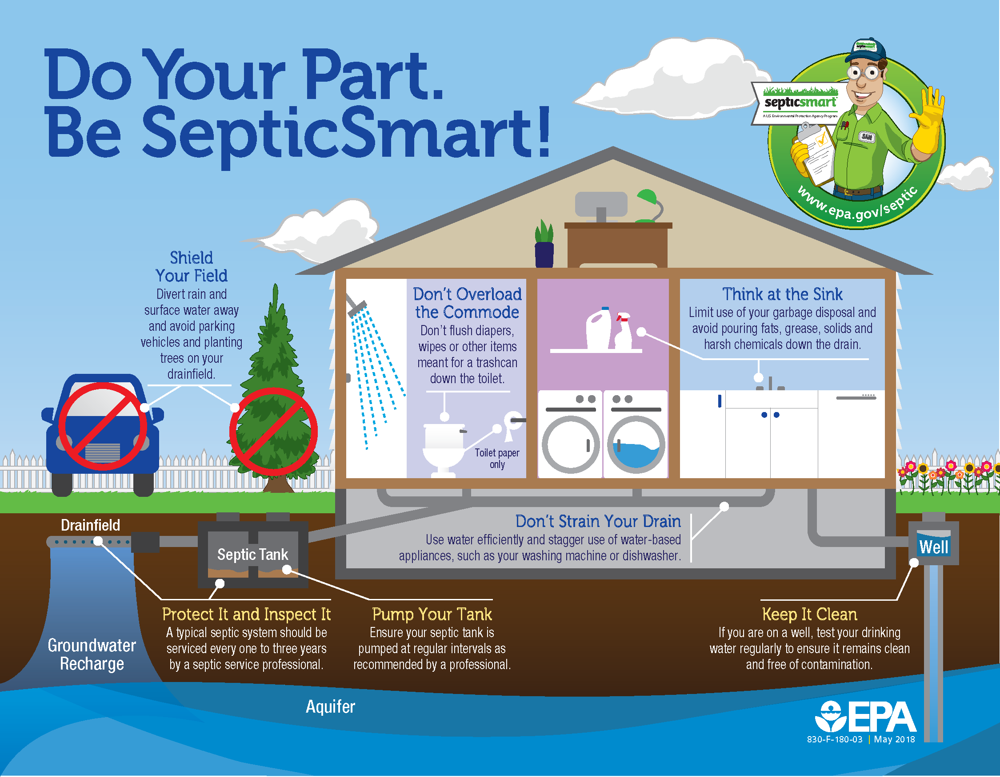 Do Your Part.
Be SepticSmart!
septicsmart
A U.S. Environmental Protection Agency Program
SAM
www.epa.gov/septic
Shield
Your Field
Divert rain and
surface water away
and avoid parking
vehicles and planting
trees on your
drainfield.
Don't Overload
the Commode
Don't flush diapers,
wipes or other items
meant for a trashcan
down the toilet.
Toilet paper
only
Think at the Sink
Limit use of your garbage disposal and
avoid pouring fats, grease, solids and
harsh chemicals down the drain.
Don't Strain Your Drain
Use water efficiently and stagger use of water-based
appliances, such as your washing machine or dishwasher.
Drainfield
Septic Tank
Well
Protect It and Inspect It
A typical septic system should be
serviced every one to three years
by a septic service professional.
Pump Your Tank
Ensure your septic tank is
pumped at regular intervals as
recommended by a professional.
Keep It Clean
If you are on a well, test your drinking
water regularly to ensure it remains clean
and free of contamination.
Groundwater
Recharge
Aquifer
EPA
830-F-180-03 | May 2018